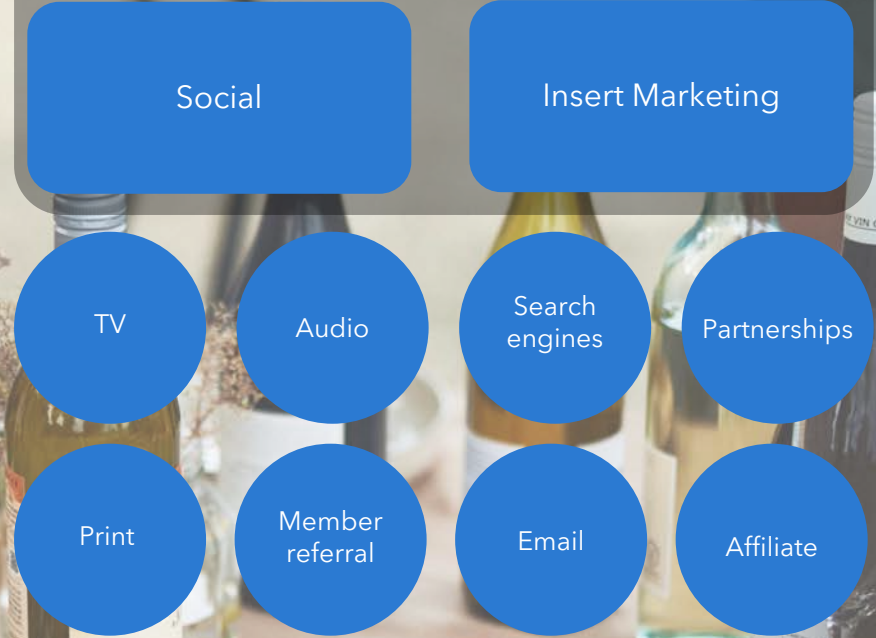 Social
Insert Marketing
TV
Audio
Search
engines
Partnerships
Print
Member
referral
Email
Affiliate